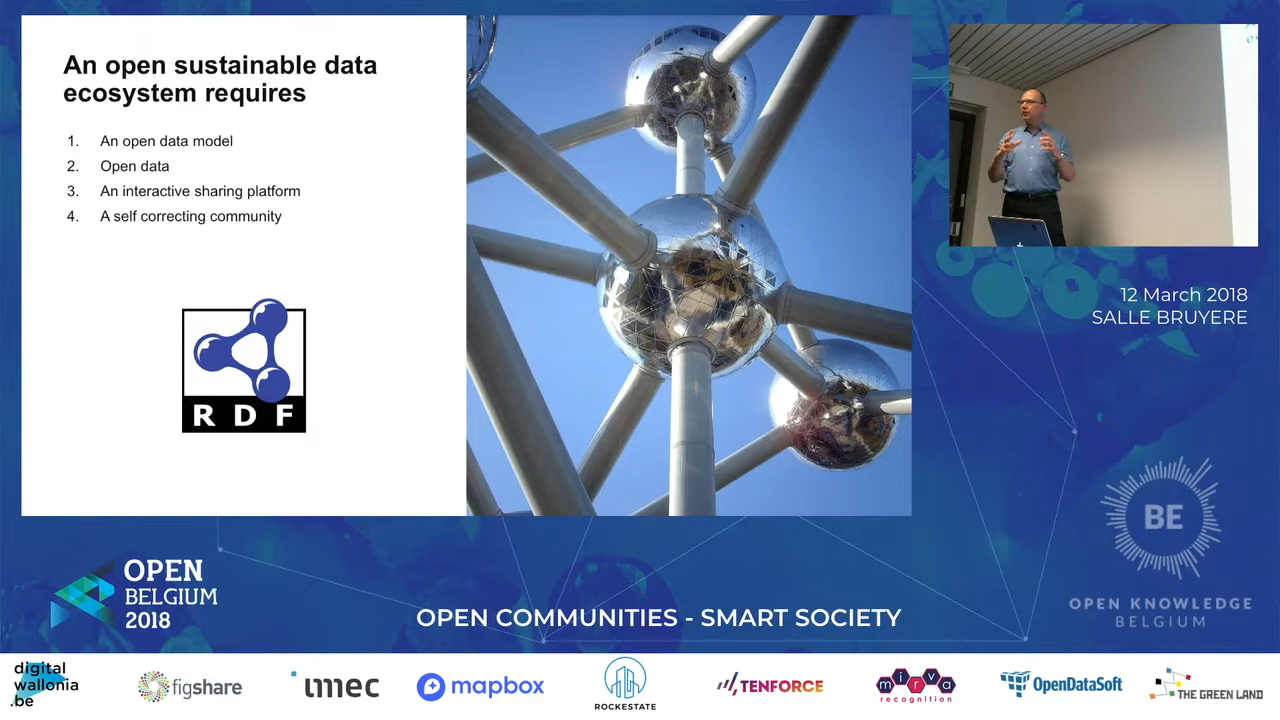 An open sustainable data
ecosystem requires
1. An open data model
2. Open data
3. An interactive sharing platform
4. A self correcting community
RDF
12 March 2018
SALLE BRUYERE
BE
OPEN KNOWLEDGE
BELGIUM
OPEN
BELGIUM
2018
OPEN COMMUNITIES - SMART SOCIETY
digital
wallonia
.be
figshare
imec
mapbox
ROCKESTATE
TENFORCE
mirva
recognition
OpenDataSoft
THE GREEN LAND